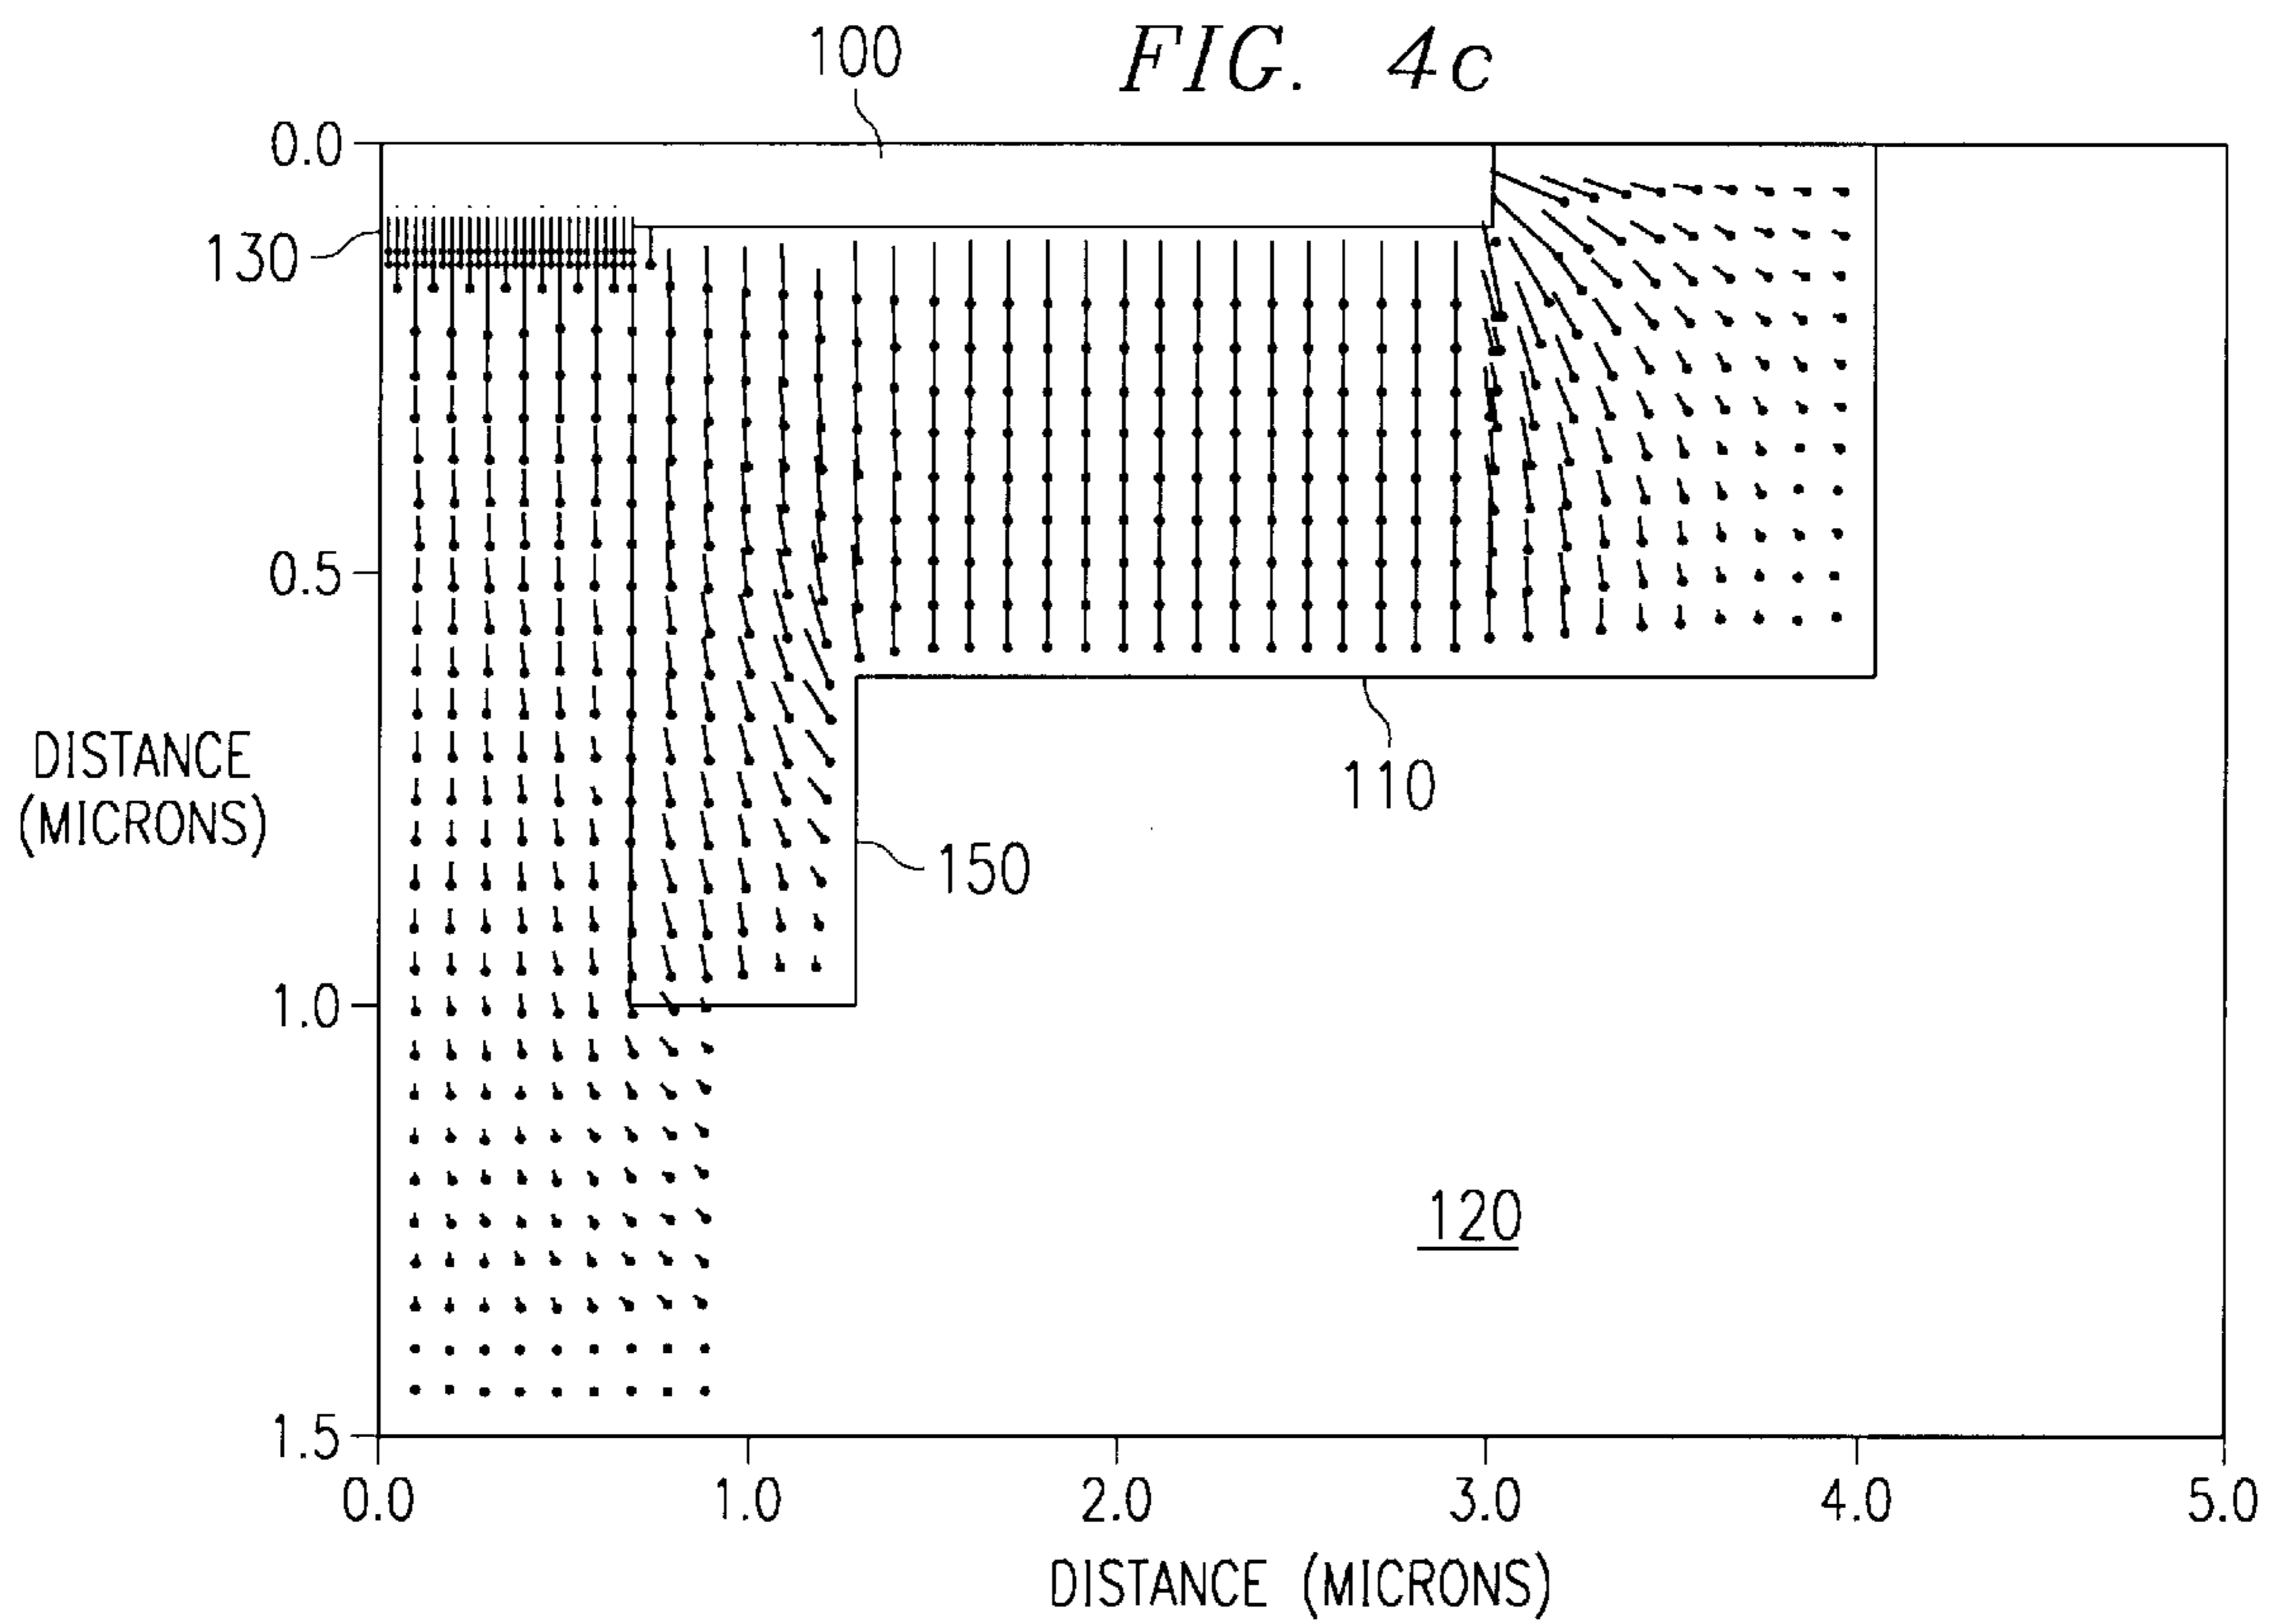 FIG. 4c
100
0.0
130
0.5
DISTANCE
(MICRONS)
110
150
1.0
120
1.5
0.0 1.0 2.0 3.0 4.0 5.0
DISTANCE (MICRONS)